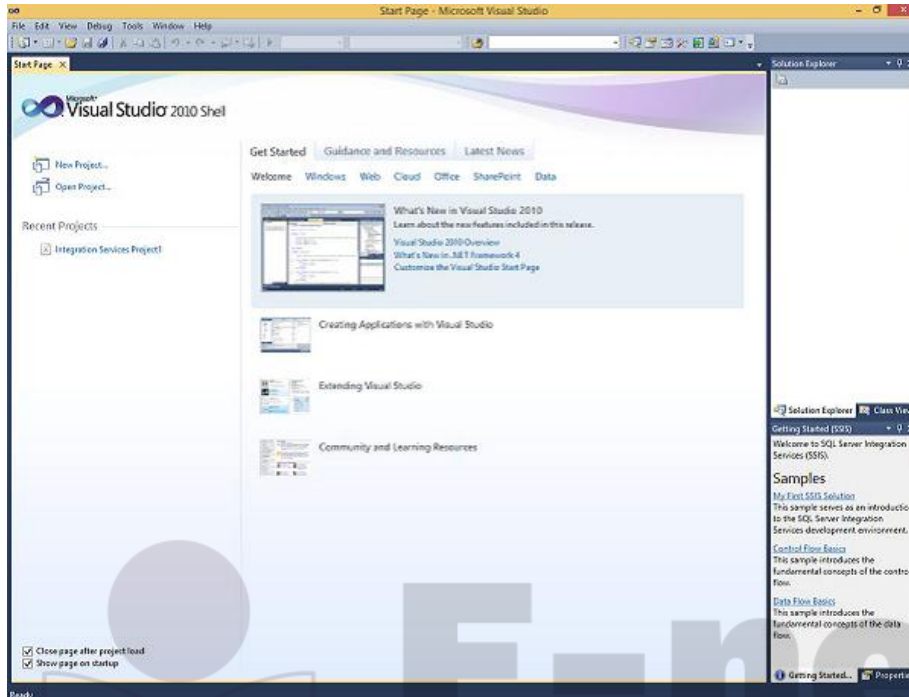 Start Page - Microsoft Visual Studio
File Edit View Debug Tools Window Help
Start Page
Solution Explorer
Microsoft
Visual Studio 2010 Shell
New Project...
Open Project...
Recent Projects
Integration Services Project1
Get Started Guidance and Resources Latest News
Welcome Windows Web Cloud Office SharePoint Data
What's New in Visual Studio 2010
Learn about the new features included in this release.
Visual Studio 2010 Overview
What's New in .NET Framework 4
Customize the Visual Studio Start Page
Creating Applications with Visual Studio
Extending Visual Studio
Community and Learning Resources
Close page after project load
Show page on startup
Ready
Solution Explorer Class Vie
Getting Started (SSIS)
Welcome to SQL Server Integration
Services (SSIS).
Samples
My First SSIS Solution
This sample serves as an introductio
to the SQL Server Integration
Services development environment.
Control Flow Basics
This sample introduces the
fundamental concepts of the contro
flow.
Data Flow Basics
This sample introduces the
fundamental concepts of the data
flow.
Getting Started... Propertie